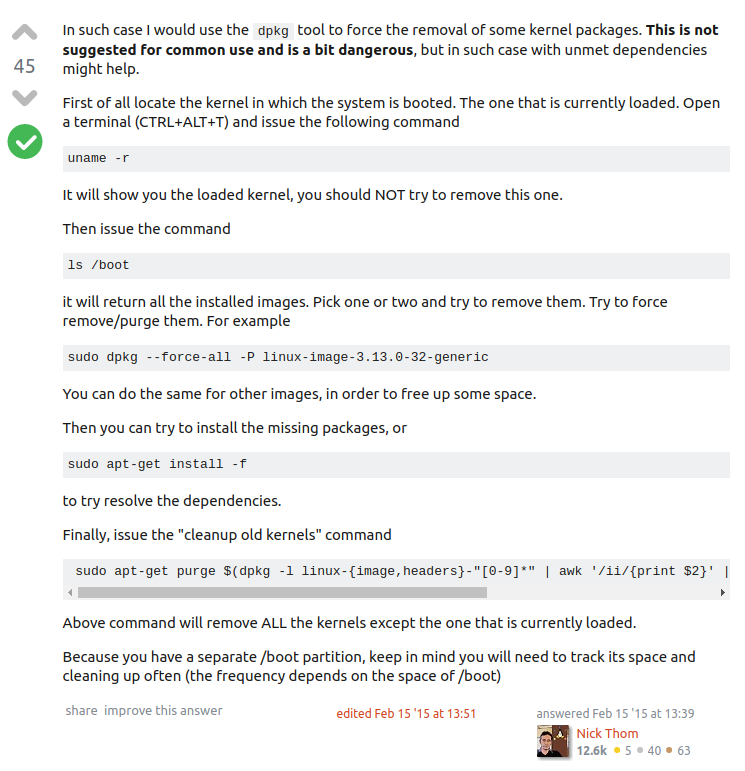 In such case I would use the dpkg tool to force the removal of some kernel packages. This is not
suggested for common use and is a bit dangerous, but in such case with unmet dependencies
might help.
45
First of all locate the kernel in which the system is booted. The one that is currently loaded. Open
a terminal (CTRL+ALT+T) and issue the following command
uname -r
It will show you the loaded kernel, you should NOT try to remove this one.
Then issue the command
ls /boot
it will return all the installed images. Pick one or two and try to remove them. Try to force
remove/purge them. For example
sudo dpkg --force-all -P linux-image-3.13.0-32-generic
You can do the same for other images, in order to free up some space.
Then you can try to install the missing packages, or
sudo apt-get install -f
to try resolve the dependencies.
Finally, issue the "cleanup old kernels" command
sudo apt-get purge $(dpkg -l linux-{image,headers}-"[0-9]*" | awk '/ii/{print $2}' |
Above command will remove ALL the kernels except the one that is currently loaded.
Because you have a separate /boot partition, keep in mind you will need to track its space and
cleaning up often (the frequency depends on the space of /boot)
share improve this answer edited Feb 15 '15 at 13:51 answered Feb 15 '15 at 13:39
Nick Thom
12.6k 5 40 63